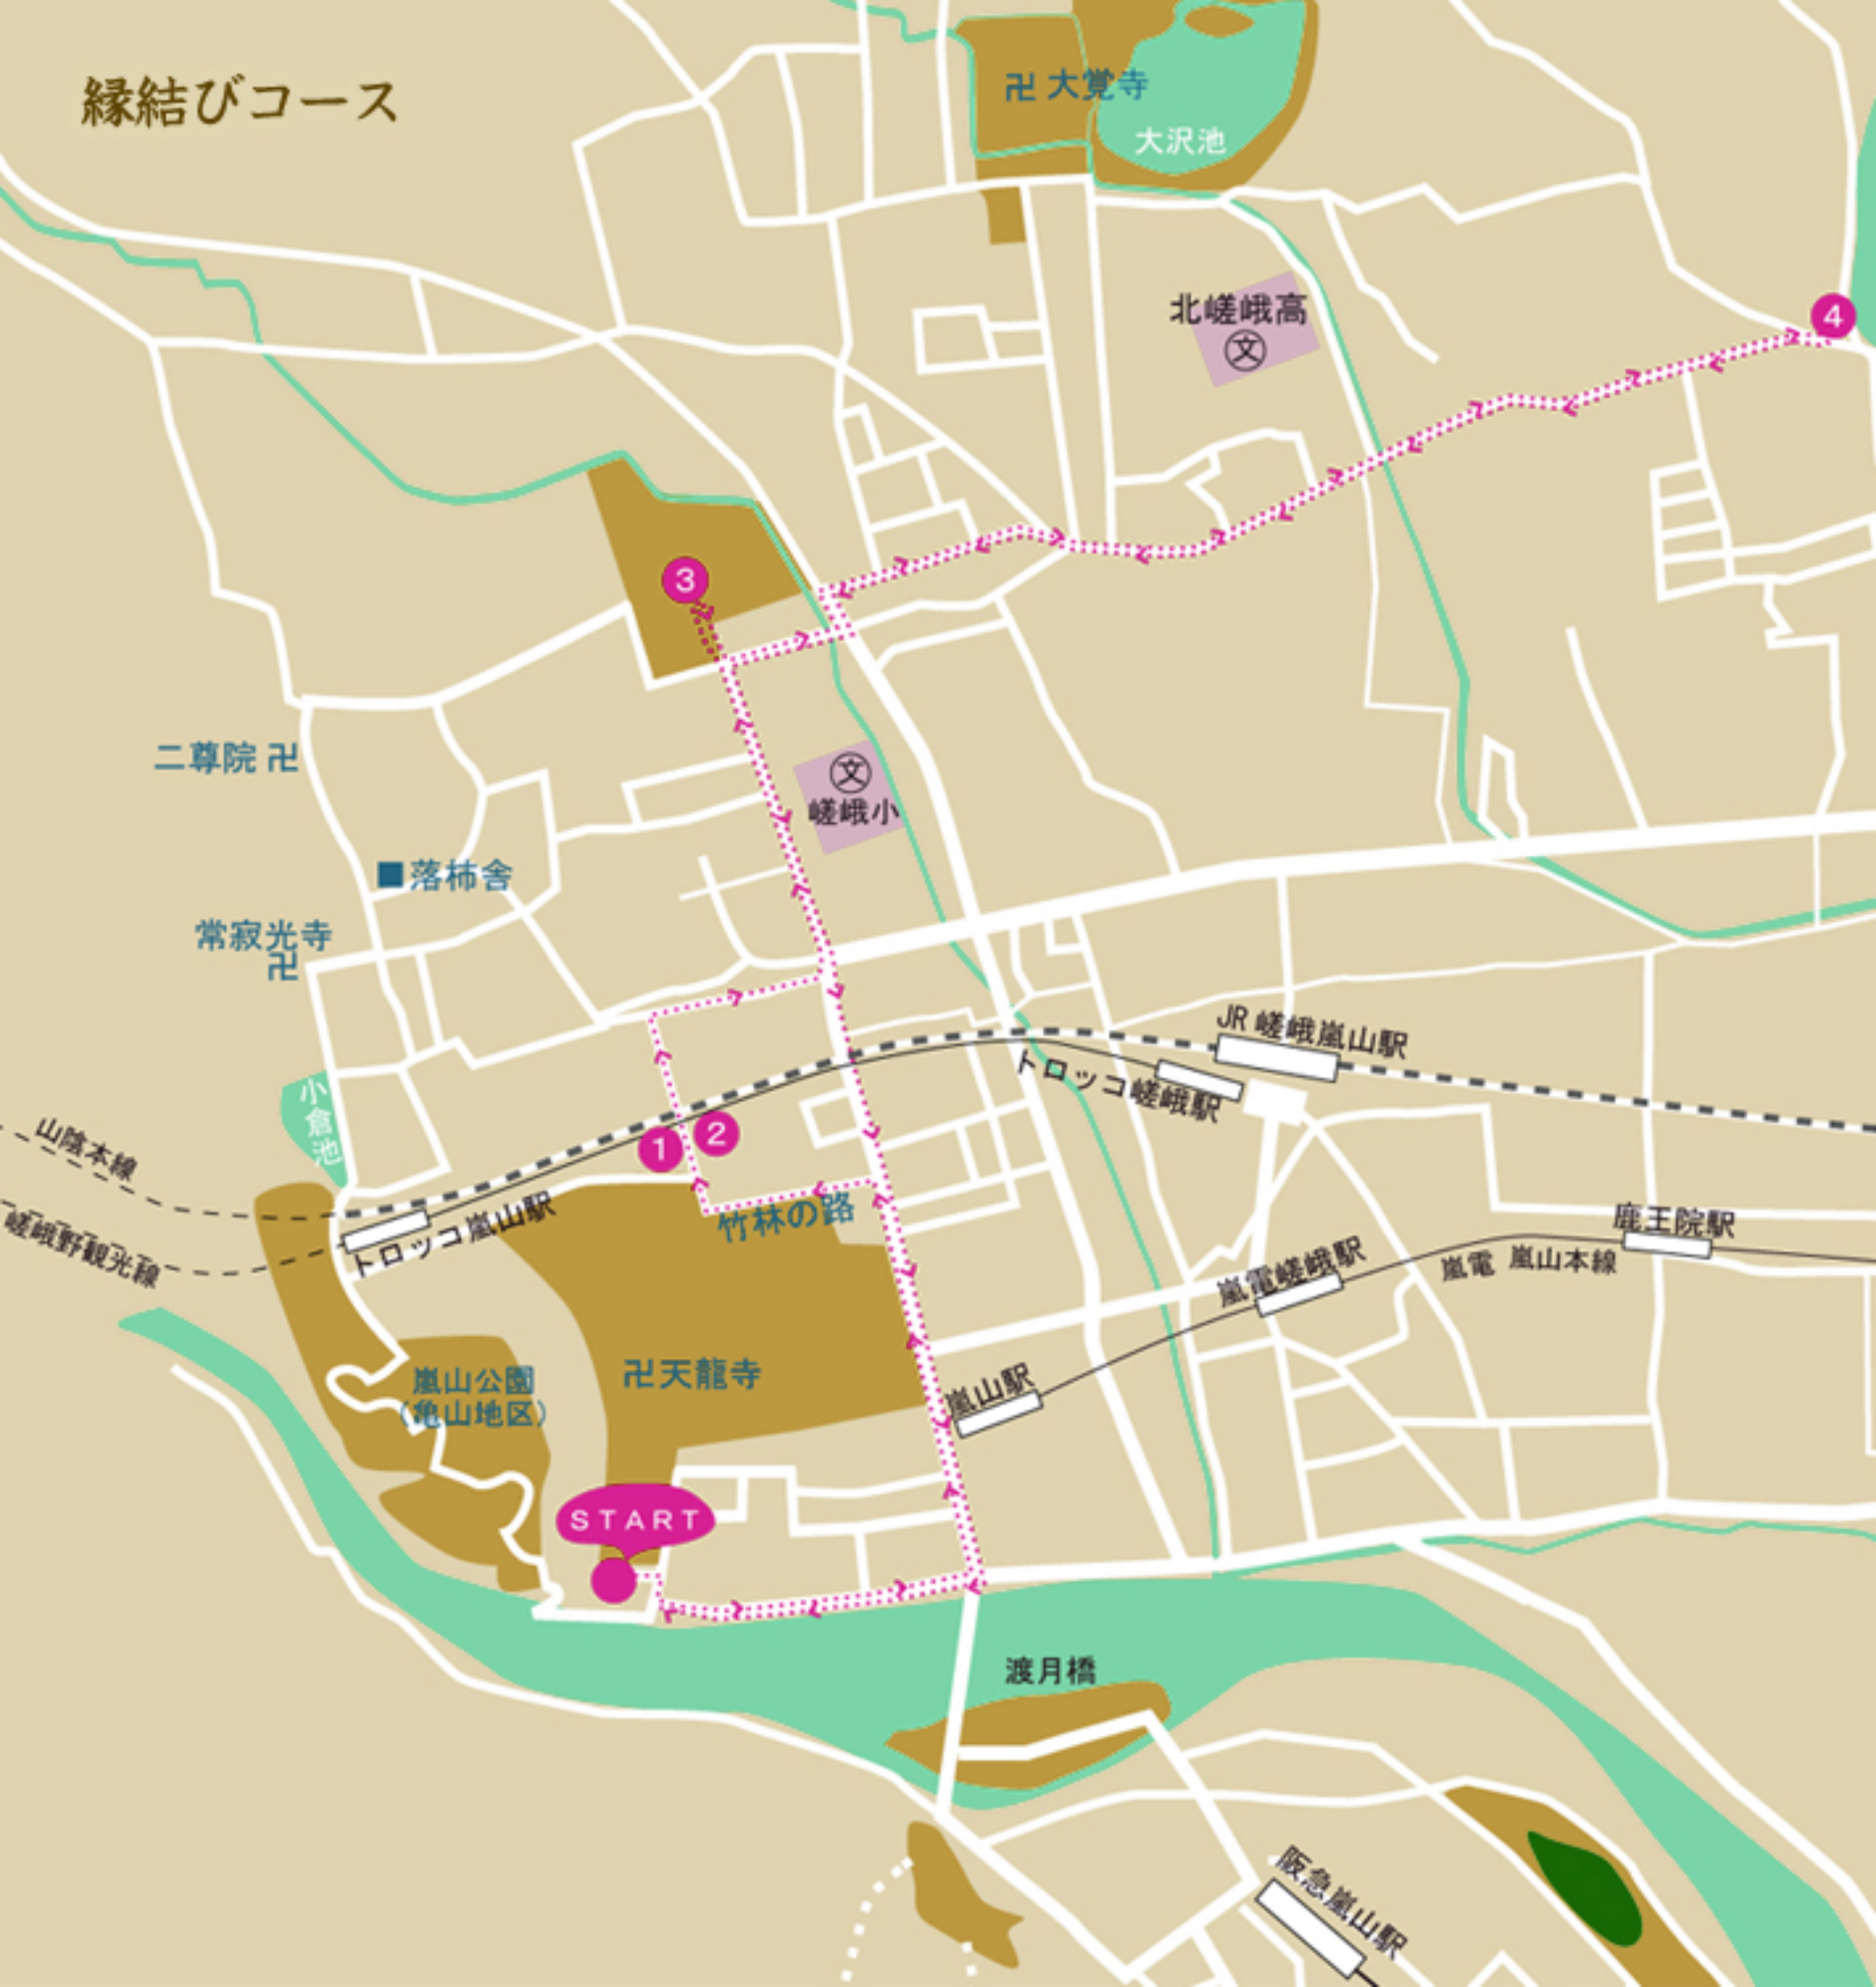 縁結びコース
卍 大覚寺
大沢池
北嵯峨高
文
4
3
二尊院 卍
文
嵯峨小
落柿舎
常寂光寺
卍
JR 嵯峨嵐山駅
トロッコ嵯峨駅
小倉池
山陰本線
嵯峨野観光線
1
2
トロッコ嵐山駅
竹林の路
鹿王院駅
嵐電嵯峨駅
嵐電 嵐山本線
卍天龍寺
嵐山駅
嵐山公園
(亀山地区)
START
渡月橋
阪急嵐山駅